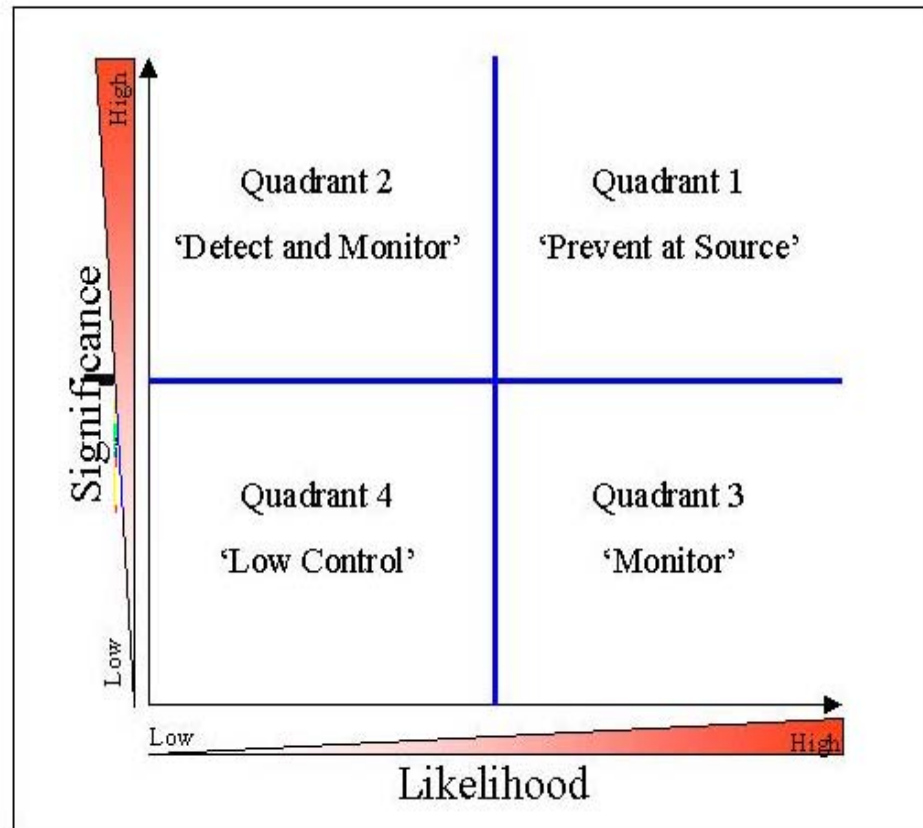 High
Quadrant 2
‘Detect and Monitor’
Quadrant 1
‘Prevent at Source’
Significance
Quadrant 4
‘Low Control’
Quadrant 3
‘Monitor’
Low
Low
High
Likelihood